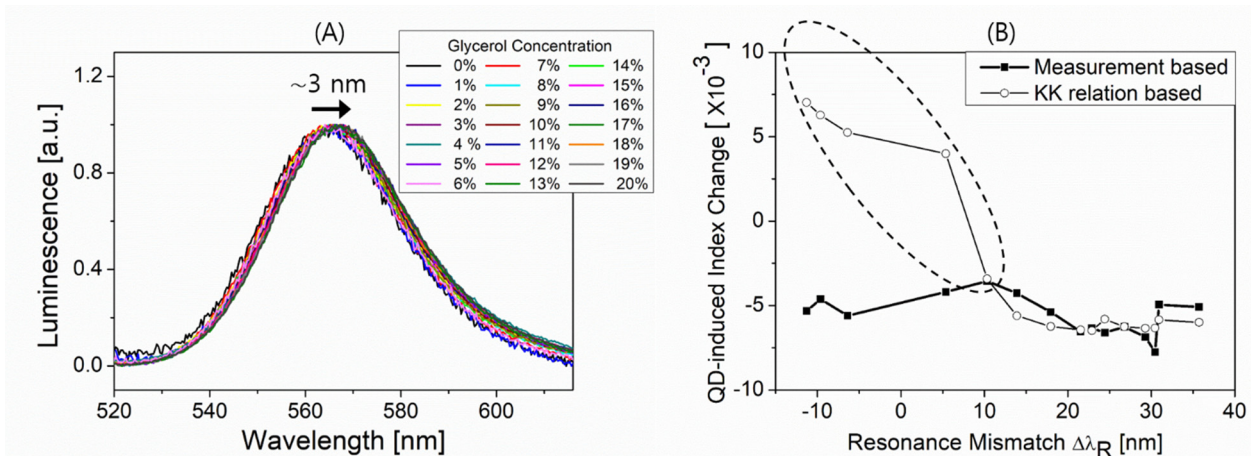 (A)
Glycerol Concentration
0% 7% 14%
1% 8% 15%
2% 9% 16%
3% 10% 17%
4 % 11% 18%
5% 12% 19%
6% 13% 20%
~3 nm
1.2
0.8
0.4
0.0
Luminescence [a.u.]
520 540 560 580 600
Wavelength [nm]
(B)
Measurement based
KK relation based
10
5
0
-5
-10
QD-induced Index Change [ X10⁻³]
-10 0 10 20 30 40
Resonance Mismatch Δλ_R [nm]